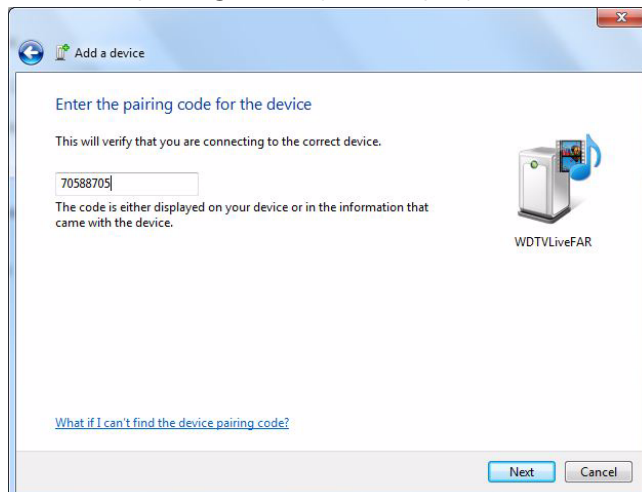 Add a device
Enter the pairing code for the device
This will verify that you are connecting to the correct device.
70588705
The code is either displayed on your device or in the information that
came with the device.
WDTVLiveFAR
What if I can't find the device pairing code?
Next
Cancel